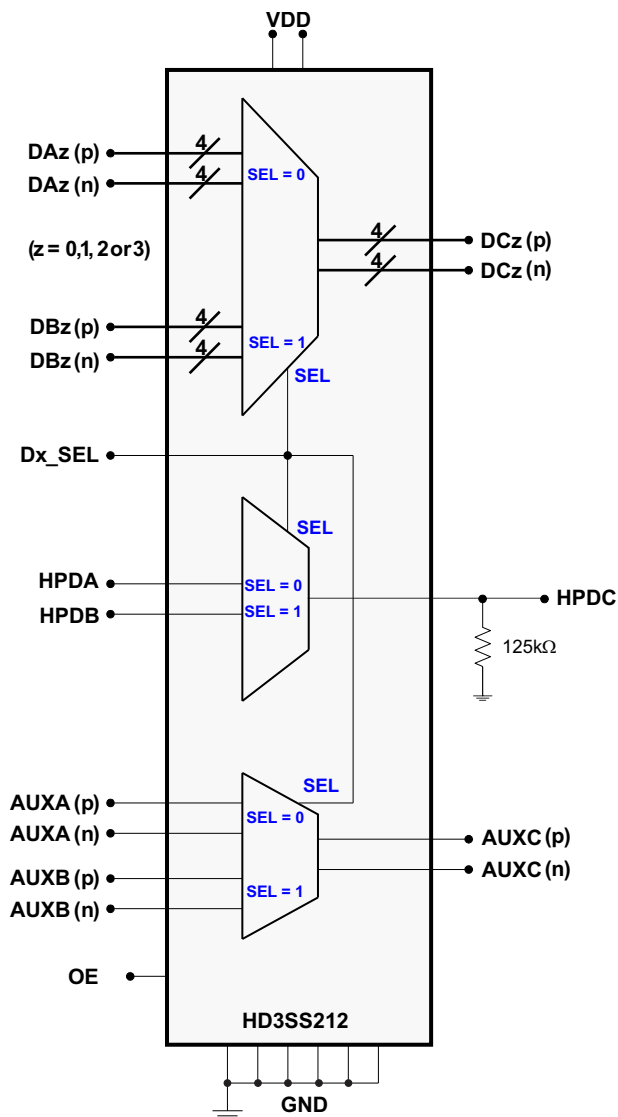 VDD
DAz (p)
4
DAz (n)
4
SEL = 0
(z = 0,1, 2 or 3)
4
DCz (p)
4
DCz (n)
DBz (p)
4
DBz (n)
4
SEL = 1
SEL
Dx_SEL
SEL
HPDA
SEL = 0
HPDB
SEL = 1
HPDC
125kΩ
SEL
AUXA (p)
AUXA (n)
SEL = 0
AUXC (p)
AUXC (n)
AUXB (p)
AUXB (n)
SEL = 1
OE
HD3SS212
GND